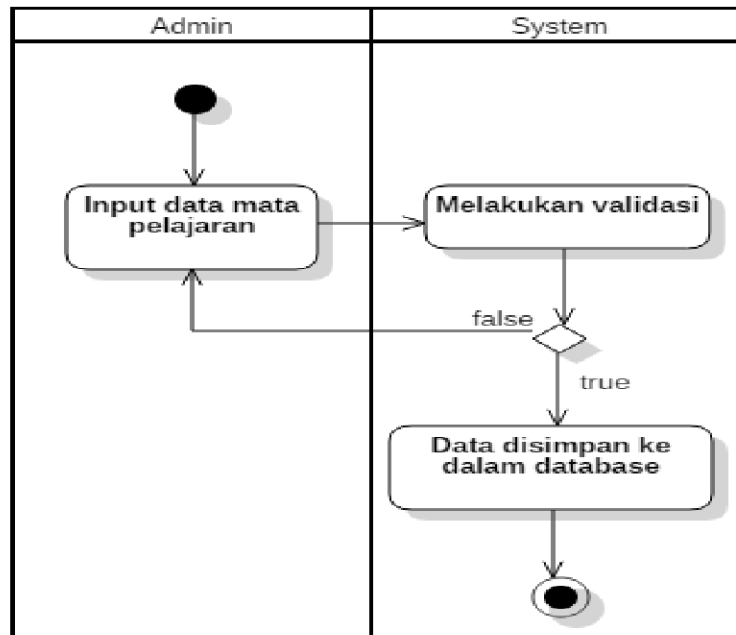 Admin
System
Input data mata
pelajaran
Melakukan validasi
false
true
Data disimpan ke
dalam database